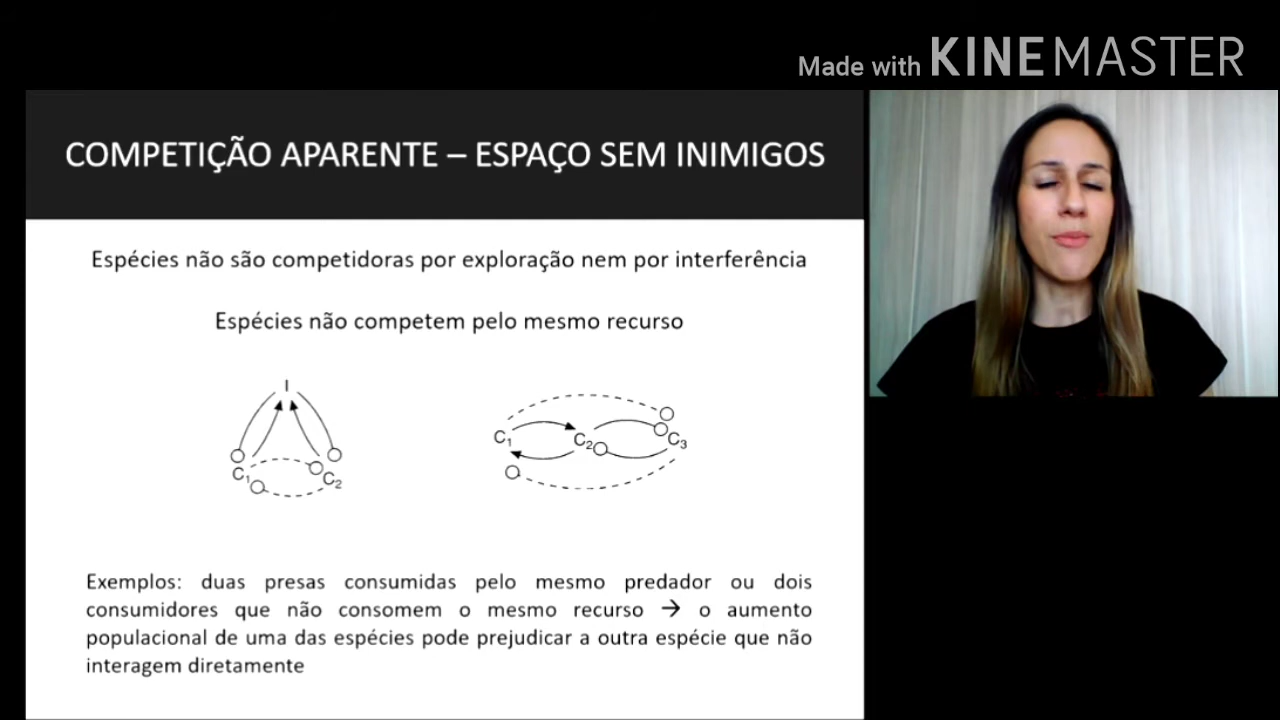 Made with KINEMASTER
COMPETIÇÃO APARENTE – ESPAÇO SEM INIMIGOS
Espécies não são competidoras por exploração nem por interferência
Espécies não competem pelo mesmo recurso
I
C1 C2
C1 C2 C3
Exemplos: duas presas consumidas pelo mesmo predador ou dois
consumidores que não consomem o mesmo recurso → o aumento
populacional de uma das espécies pode prejudicar a outra espécie que não
interagem diretamente